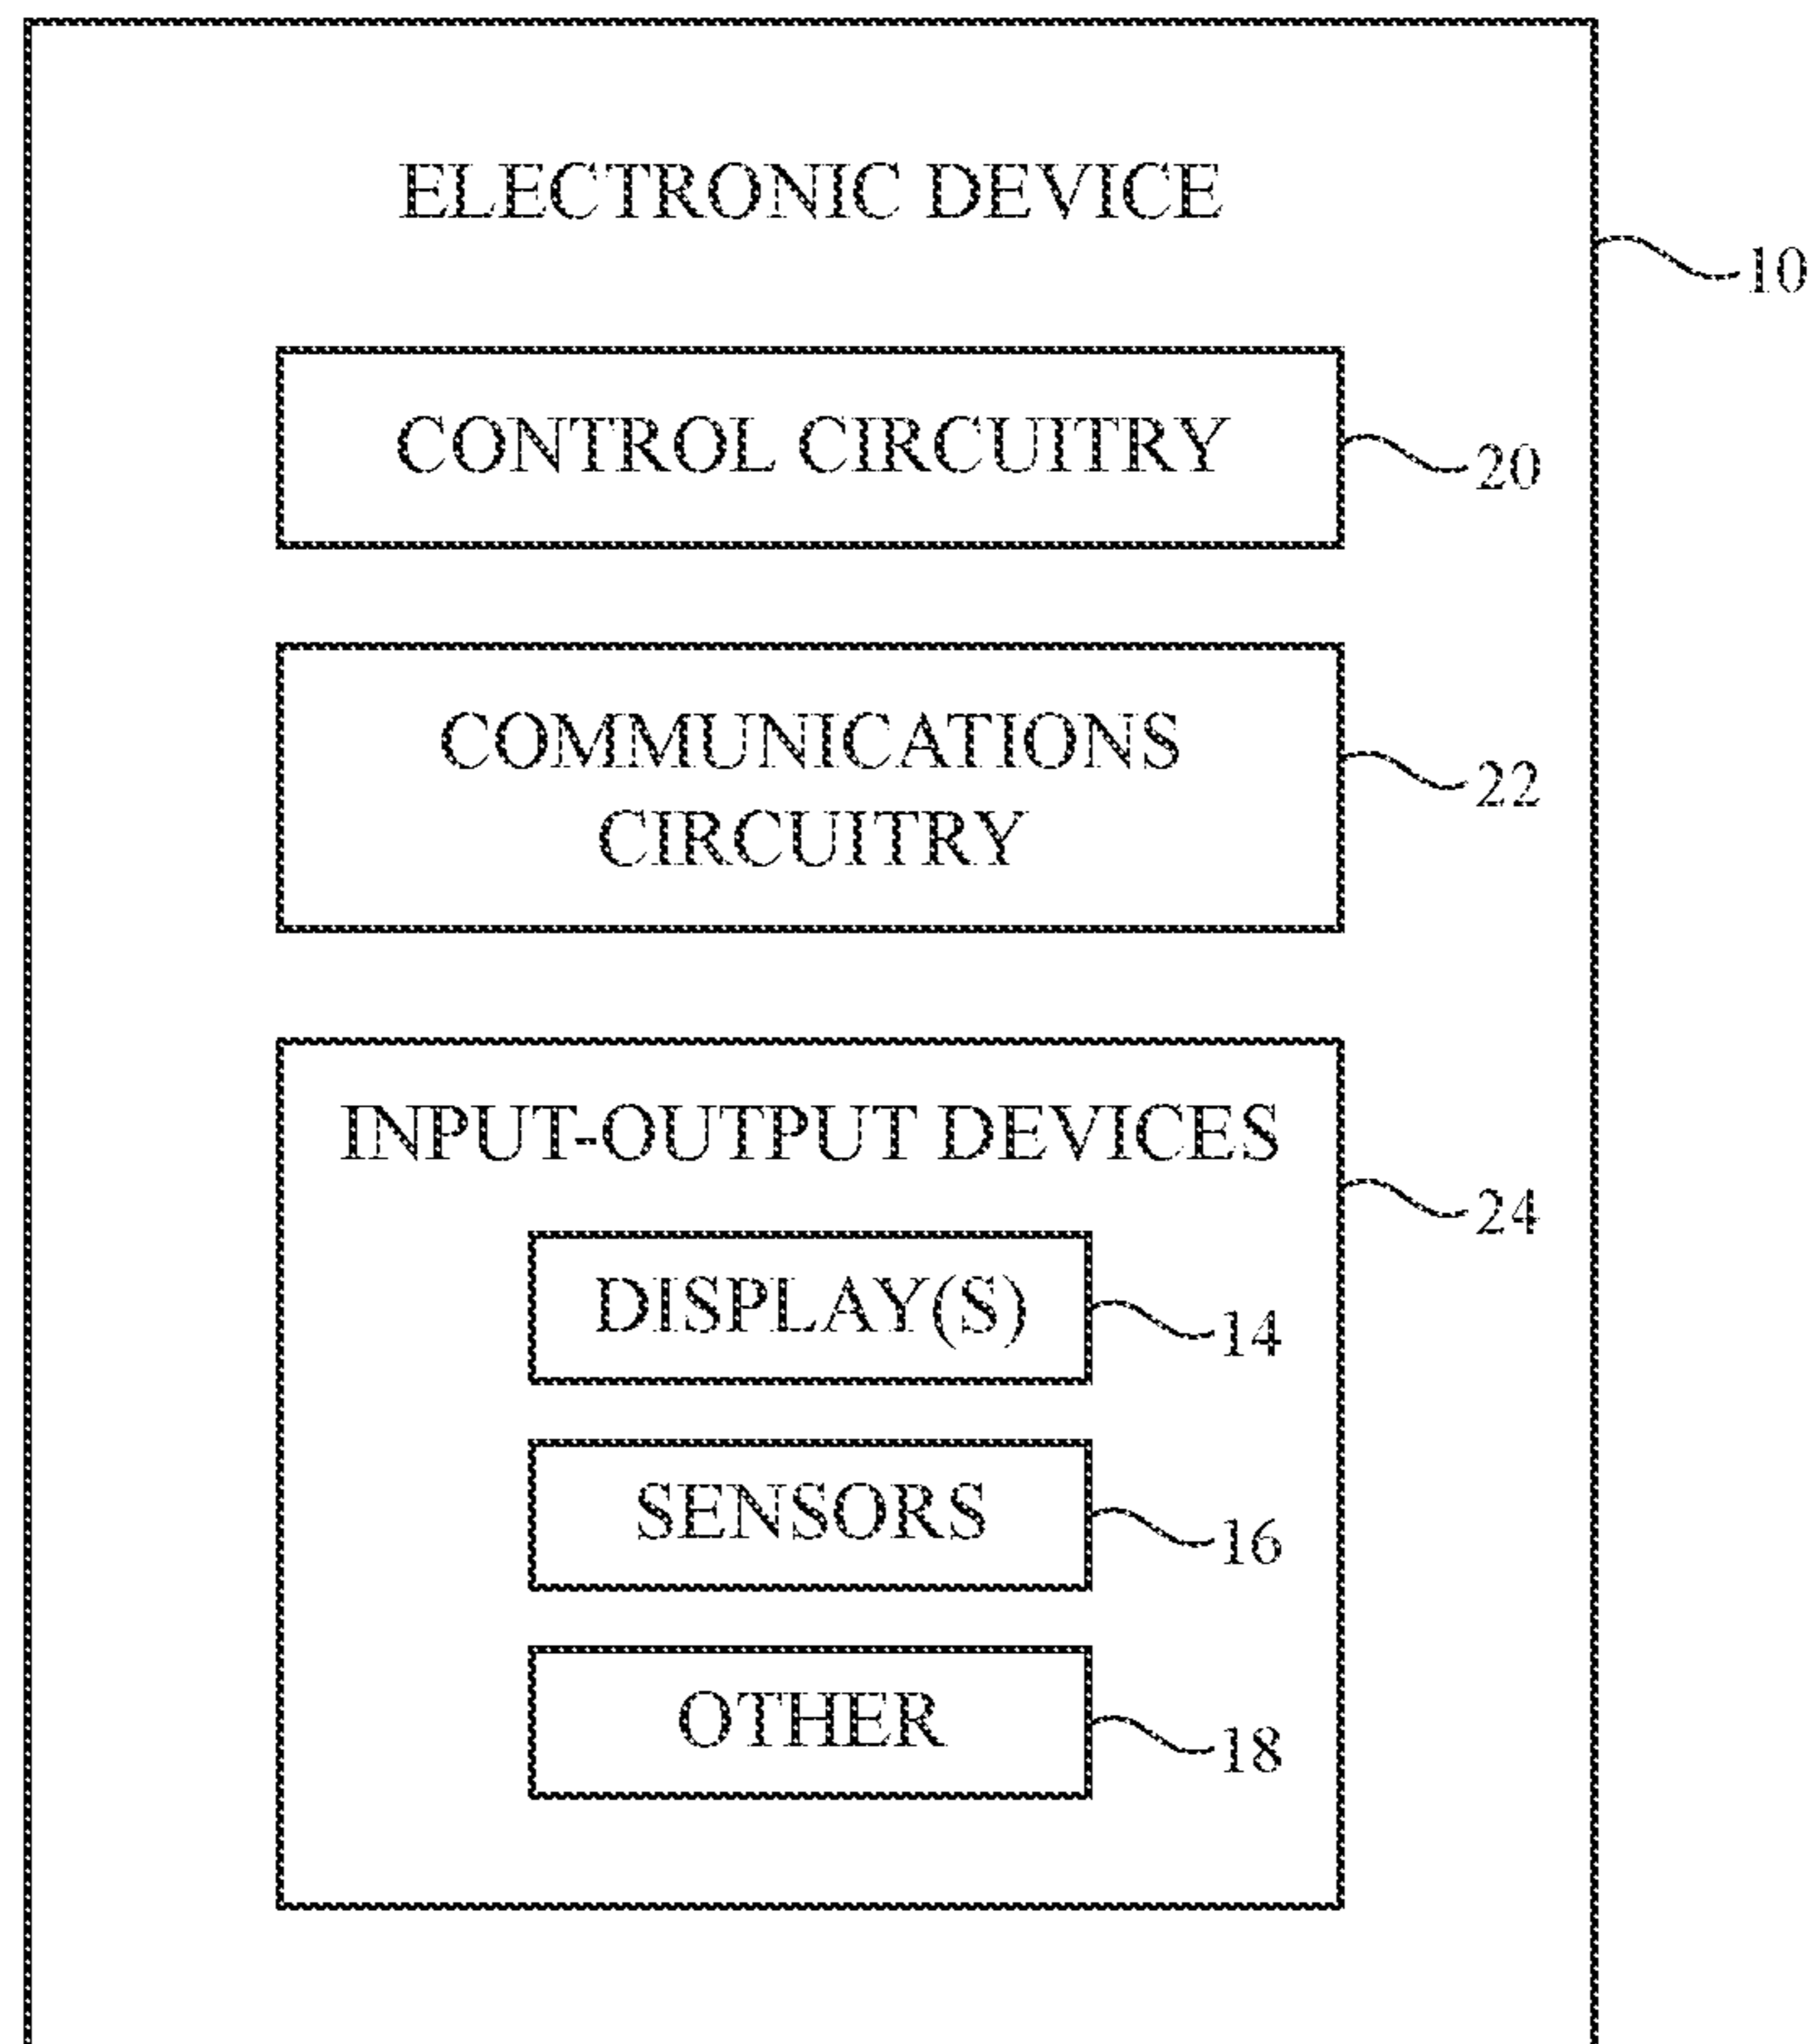 ELECTRONIC DEVICE
10
CONTROL CIRCUITRY
20
COMMUNICATIONS
CIRCUITRY
22
INPUT-OUTPUT DEVICES
24
DISPLAY(S)
14
SENSORS
16
OTHER
18